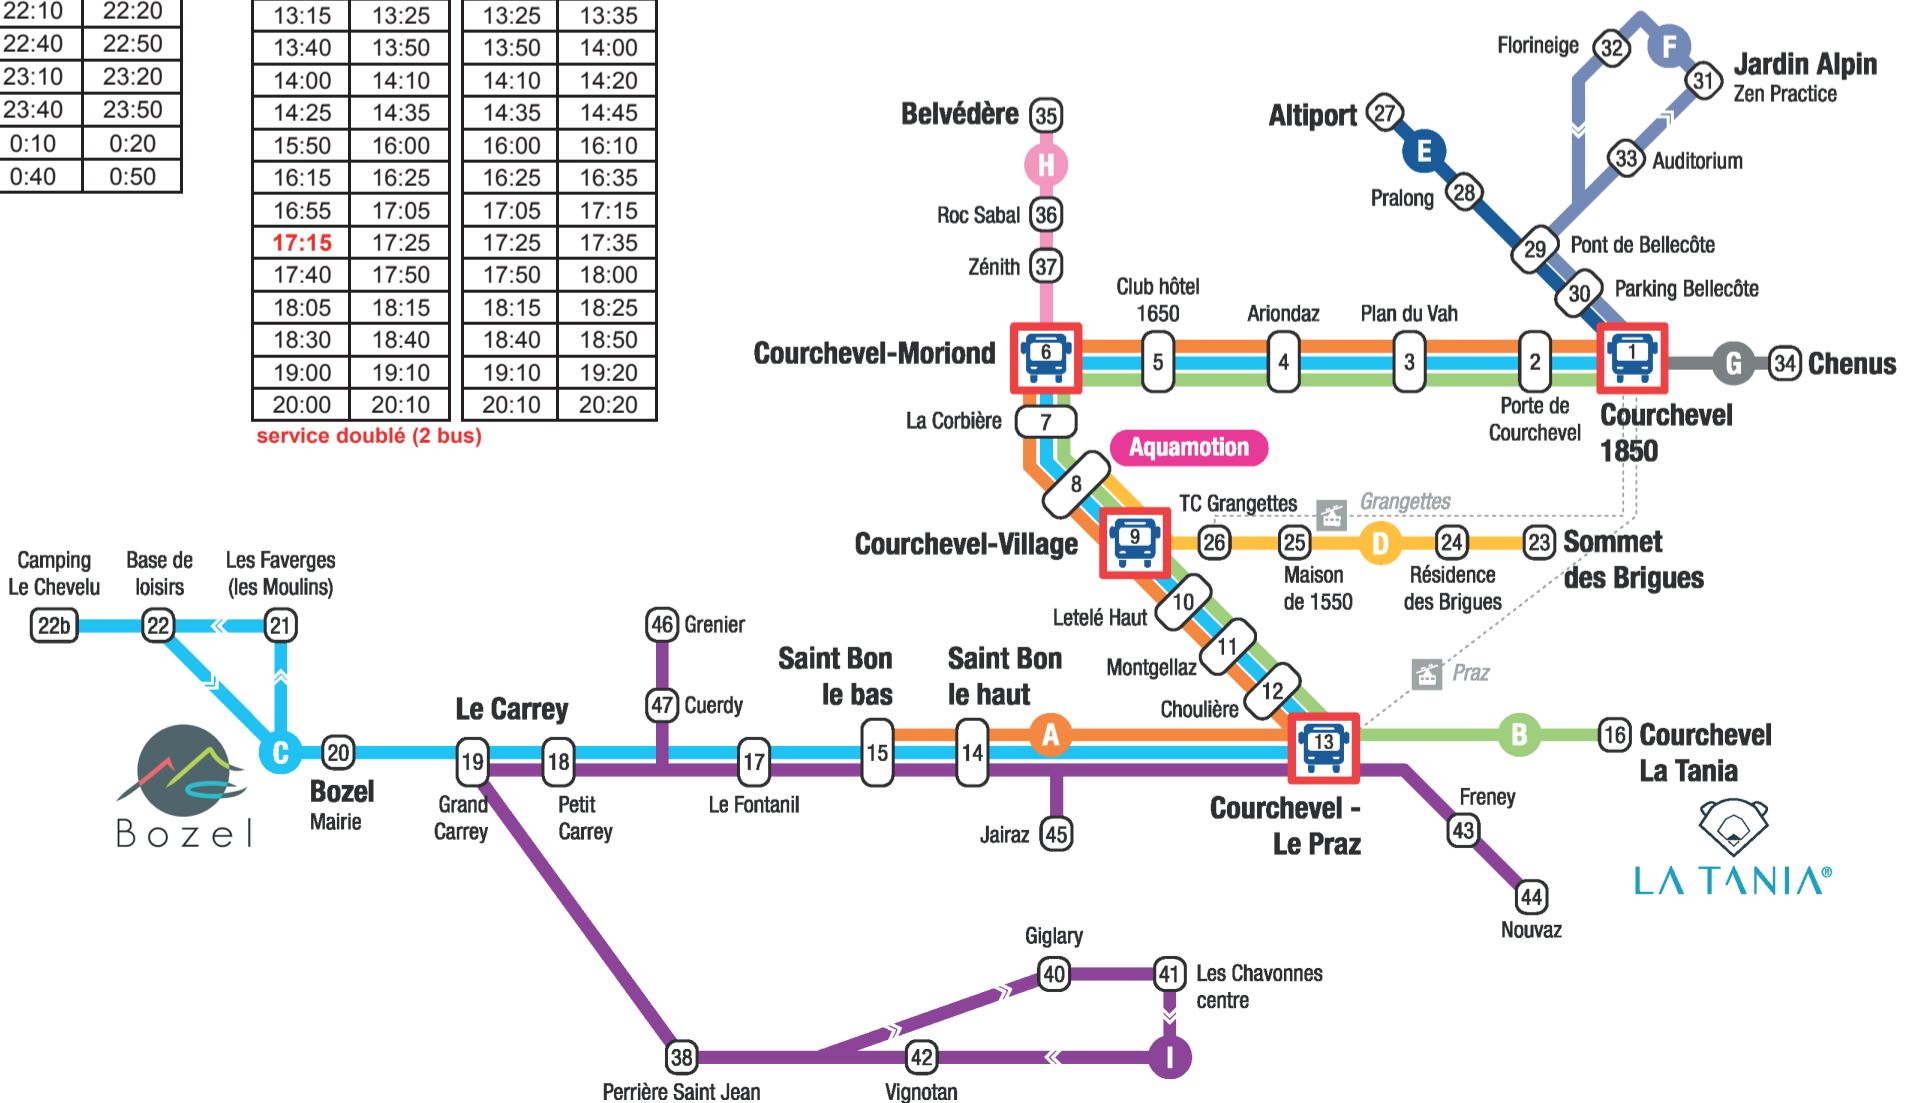 22:10 22:20
22:40 22:50
23:10 23:20
23:40 23:50
0:10 0:20
0:40 0:50
13:15 13:25 13:25 13:35
13:40 13:50 13:50 14:00
14:00 14:10 14:10 14:20
14:25 14:35 14:35 14:45
15:50 16:00 16:00 16:10
16:15 16:25 16:25 16:35
16:55 17:05 17:05 17:15
17:15 17:25 17:25 17:35
17:40 17:50 17:50 18:00
18:05 18:15 18:15 18:25
18:30 18:40 18:40 18:50
19:00 19:10 19:10 19:20
20:00 20:10 20:10 20:20
service doublé (2 bus)
Florineige 32 F
31 Jardin Alpin
Zen Practice
33 Auditorium
Belvédère 35
H
Roc Sabal 36
Zénith 37
Altiport 27
E
Pralong 28
29 Pont de Bellecôte
30 Parking Bellecôte
Club hôtel
1650
Ariondaz
Plan du Vah
Courchevel-Moriond 6
5
4
3
2
1
G
34 Chenus
Porte de
Courchevel
Courchevel
1850
La Corbière 7
8
Aquamotion
TC Grangettes
Grangettes
Courchevel-Village 9
26
25
D
24
23
Sommet
des Brigues
Maison
de 1550
Résidence
des Brigues
Letelé Haut 10
Montgellaz 11
Choulière 12
Praz
Camping
Le Chevelu
Base de
loisirs
Les Faverges
(les Moulins)
22b
22
21
46 Grenier
47 Cuerdy
Saint Bon
le bas
Saint Bon
le haut
Le Carrey
C
20
Bozel
Mairie
Bozel
19
Grand
Carrey
18
Petit
Carrey
17
Le Fontanil
15
14
A
13
B
16 Courchevel
La Tania
Jairaz 45
Courchevel -
Le Praz
Freney
43
44
Nouvaz
LA TANIA®
Giglary
40
41 Les Chavonnes
centre
38
42
I
Perrière Saint Jean
Vignotan